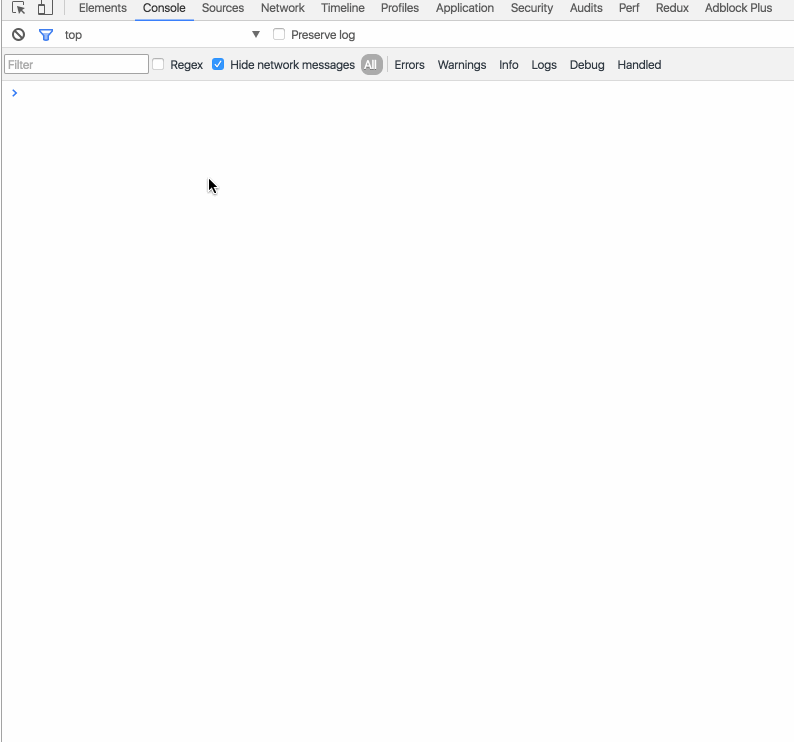 Elements Console Sources Network Timeline Profiles Application Security Audits Perf Redux Adblock Plus
top ▼ Preserve log
Filter Regex Hide network messages All Errors Warnings Info Logs Debug Handled
>